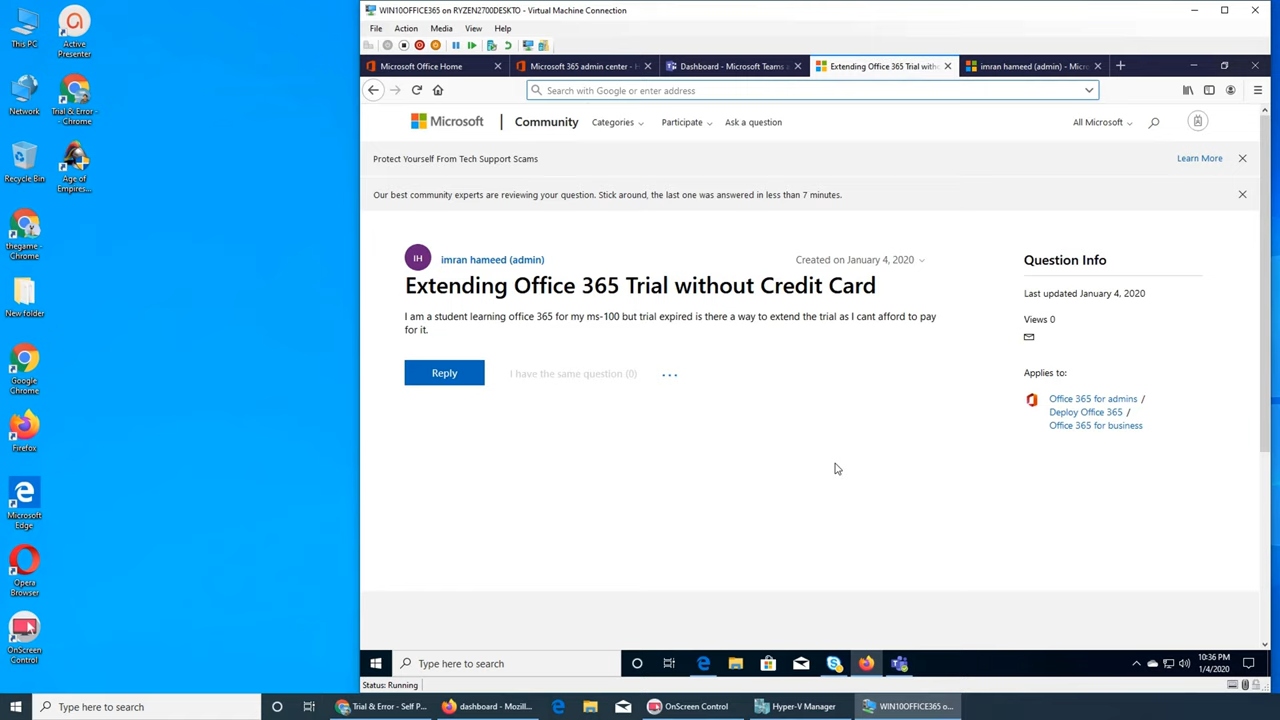 This PC
Active
Presenter
Network
Trial & Error -
- Chrome
Recycle Bin
Age of
Empires...
thegame -
Chrome
New folder
Google
Chrome
Firefox
Microsoft
Edge
Opera
Browser
OnScreen
Control
WIN10OFFICE365 on RYZEN2700DESKTO - Virtual Machine Connection
File Action Media View Help
Microsoft Office Home
Microsoft 365 admin center - H
Dashboard - Microsoft Teams a
Extending Office 365 Trial with
imran hameed (admin) - Micro
Search with Google or enter address
Microsoft
Community
Categories
Participate
Ask a question
All Microsoft
Protect Yourself From Tech Support Scams
Learn More
Our best community experts are reviewing your question. Stick around, the last one was answered in less than 7 minutes.
IH
imran hameed (admin)
Created on January 4, 2020
Extending Office 365 Trial without Credit Card
I am a student learning office 365 for my ms-100 but trial expired is there a way to extend the trial as I cant afford to pay
for it.
Reply
I have the same question (0)
...
Question Info
Last updated January 4, 2020
Views 0
Applies to:
Office 365 for admins /
Deploy Office 365 /
Office 365 for business
Type here to search
10:36 PM
1/4/2020
Status: Running
Type here to search
Trial & Error - Self P...
dashboard - Mozill...
OnScreen Control
Hyper-V Manager
WIN10OFFICE365 o...